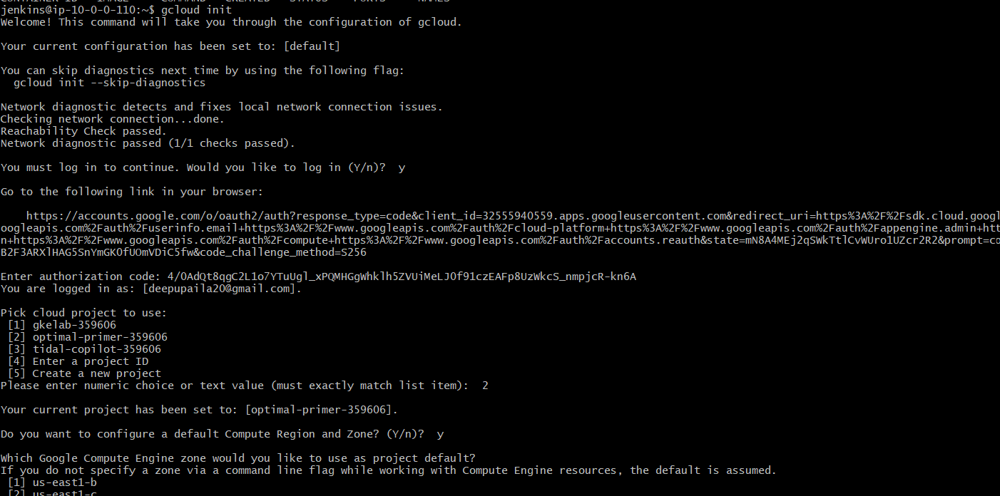 jenkins@ip-10-0-0-110:~$ gcloud init
Welcome! This command will take you through the configuration of gcloud.
Your current configuration has been set to: [default]
You can skip diagnostics next time by using the following flag:
gcloud init --skip-diagnostics
Network diagnostic detects and fixes local network connection issues.
Checking network connection...done.
Reachability Check passed.
Network diagnostic passed (1/1 checks passed).
You must log in to continue. Would you like to log in (Y/n)?  y
Go to the following link in your browser:
https://accounts.google.com/o/oauth2/auth?response_type=code&client_id=32555940559.apps.googleusercontent.com&redirect_uri=https%3A%2F%2Fsdk.cloud.googl
oogleapis.com%2Fauth%2Fuserinfo.email+https%3A%2F%2Fwww.googleapis.com%2Fauth%2Fcloud-platform+https%3A%2F%2Fwww.googleapis.com%2Fauth%2Fappengine.admin+htt
n+https%3A%2F%2Fwww.googleapis.com%2Fauth%2Fcompute+https%3A%2F%2Fwww.googleapis.com%2Fauth%2Faccounts.reauth&state=mN8A4MEj2qSWkTtlCvWUro1UZcr2R2&prompt=co
B2F3ARXlHAG5SnYmGKOfUOmVDiC5fw&code_challenge_method=S256
Enter authorization code: 4/0AdQt8qgC2L1o7YTuUgl_xPQMHGgWhklh5ZVUiMeLJ0f91czEAFp8UzWkcS_nmpjcR-kn6A
You are logged in as: [deepupaila20@gmail.com].
Pick cloud project to use:
[1] gkelab-359606
[2] optimal-primer-359606
[3] tidal-copilot-359606
[4] Enter a project ID
[5] Create a new project
Please enter numeric choice or text value (must exactly match list item):  2
Your current project has been set to: [optimal-primer-359606].
Do you want to configure a default Compute Region and Zone? (Y/n)?  y
Which Google Compute Engine zone would you like to use as project default?
If you do not specify a zone via a command line flag while working with Compute Engine resources, the default is assumed.
[1] us-east1-b
[2] us-east1-c